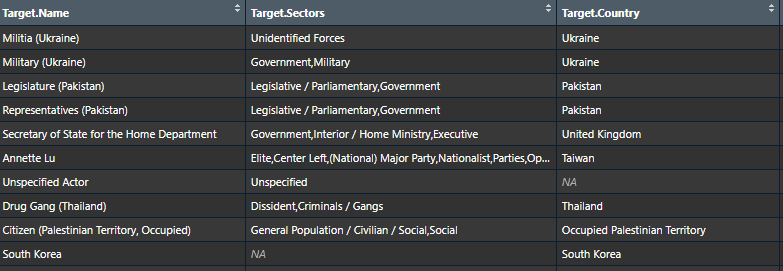 Target.Name Target.Sectors Target.Country
Militia (Ukraine) Unidentified Forces Ukraine
Military (Ukraine) Government,Military Ukraine
Legislature (Pakistan) Legislative / Parliamentary,Government Pakistan
Representatives (Pakistan) Legislative / Parliamentary,Government Pakistan
Secretary of State for the Home Department Government,Interior / Home Ministry,Executive United Kingdom
Annette Lu Elite,Center Left,(National) Major Party,Nationalist,Parties,Op... Taiwan
Unspecified Actor Unspecified NA
Drug Gang (Thailand) Dissident,Criminals / Gangs Thailand
Citizen (Palestinian Territory, Occupied) General Population / Civilian / Social,Social Occupied Palestinian Territory
South Korea NA South Korea